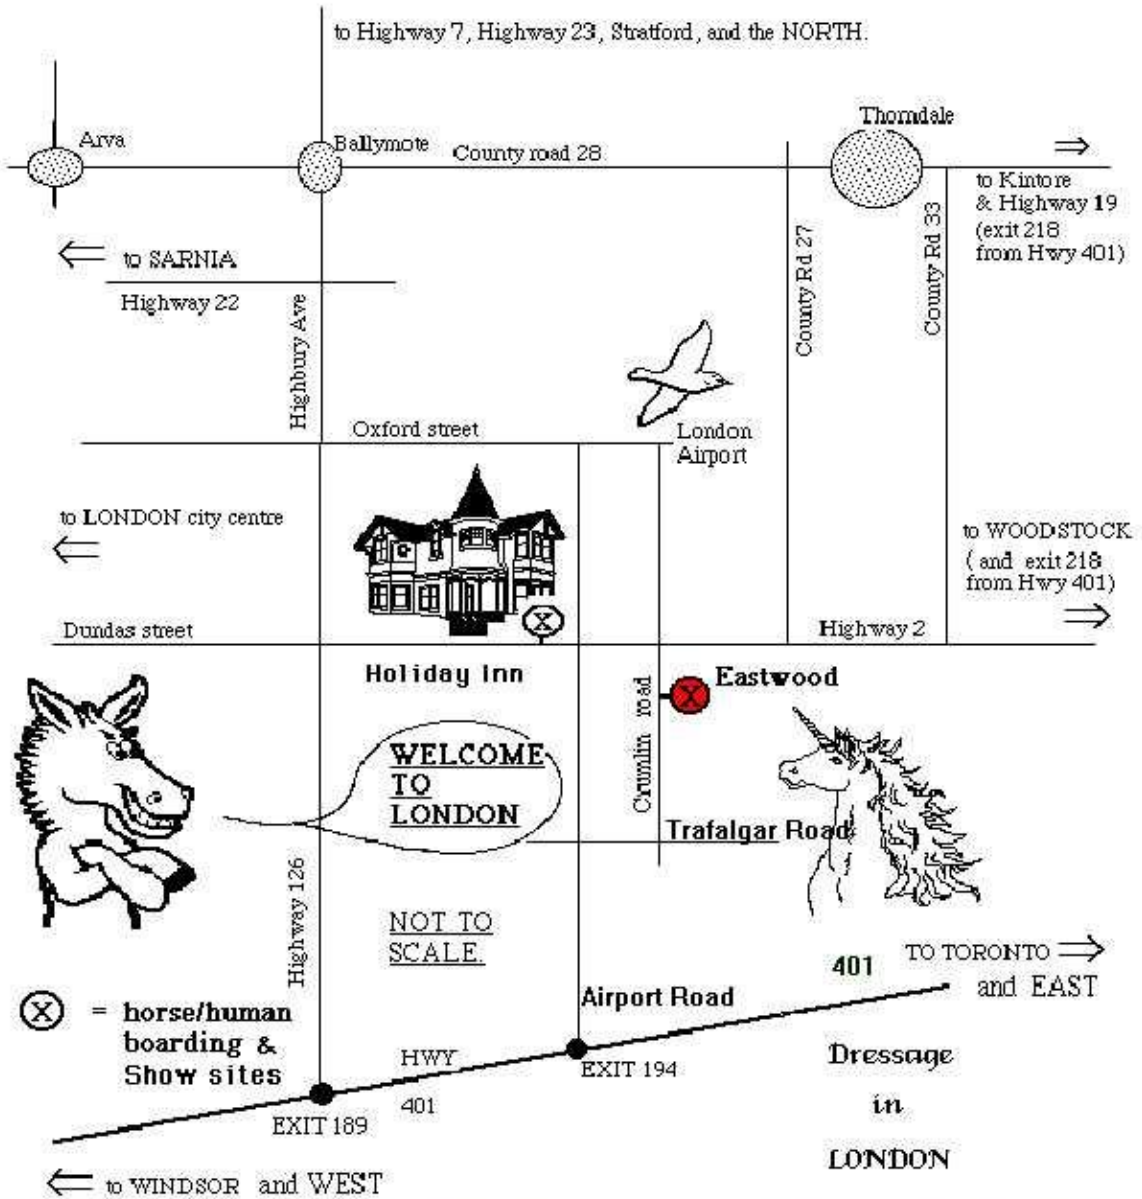 to Highway 7, Highway 23, Stratford, and the NORTH.
Arva
Ballymote
County road 28
Thorndale
to Kintore
& Highway 19
(exit 218
from Hwy 401)
to SARNIA
Highway 22
Highbury Ave
County Rd 27
County Rd 33
Oxford street
London
Airport
to LONDON city centre
to WOODSTOCK
(and exit 218
from Hwy 401)
Dundas street
X
Highway 2
Holiday Inn
Crumlin road
X
Eastwood
WELCOME
TO
LONDON
Trafalgar Road
Highway 126
NOT TO
SCALE.
401
TO TORONTO
and EAST
X = horse/human
boarding &
Show sites
Airport Road
HWY
401
EXIT 194
EXIT 189
Dressage
in
LONDON
to WINDSOR and WEST